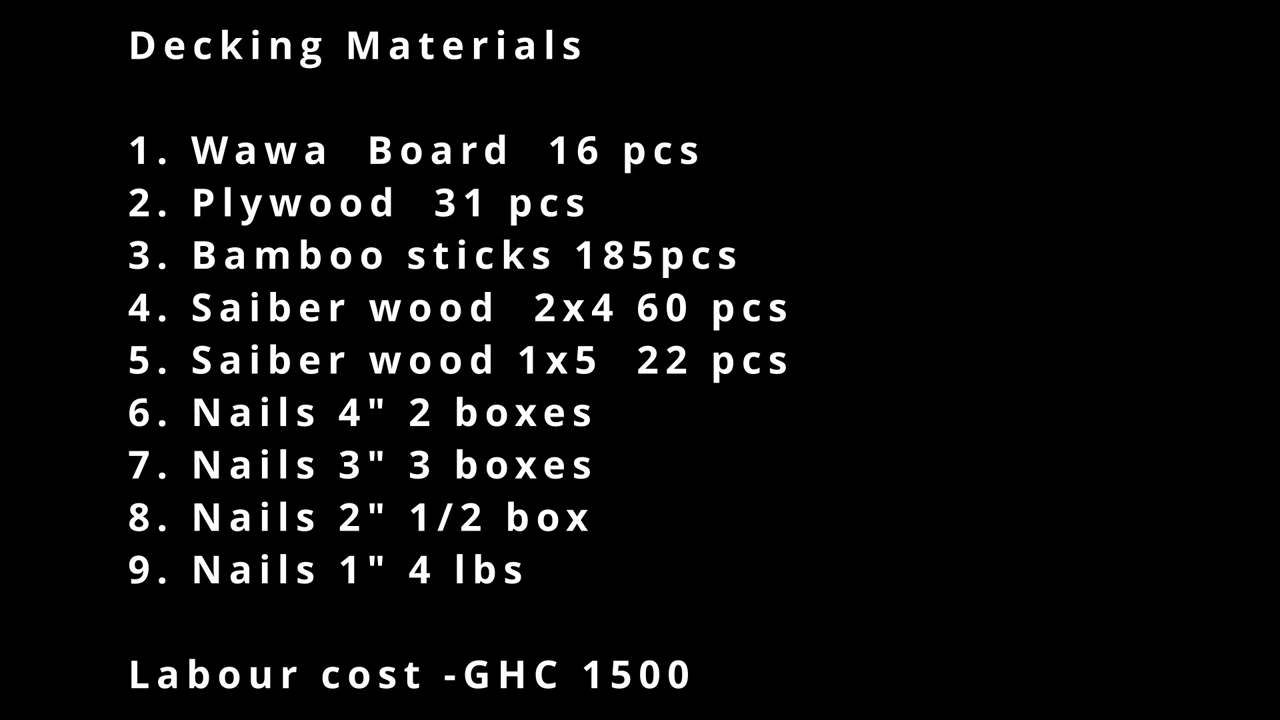 Decking Materials
1. Wawa Board 16 pcs
2. Plywood 31 pcs
3. Bamboo sticks 185pcs
4. Saiber wood 2x4 60 pcs
5. Saiber wood 1x5 22 pcs
6. Nails 4" 2 boxes
7. Nails 3" 3 boxes
8. Nails 2" 1/2 box
9. Nails 1" 4 lbs
Labour cost -GHC 1500